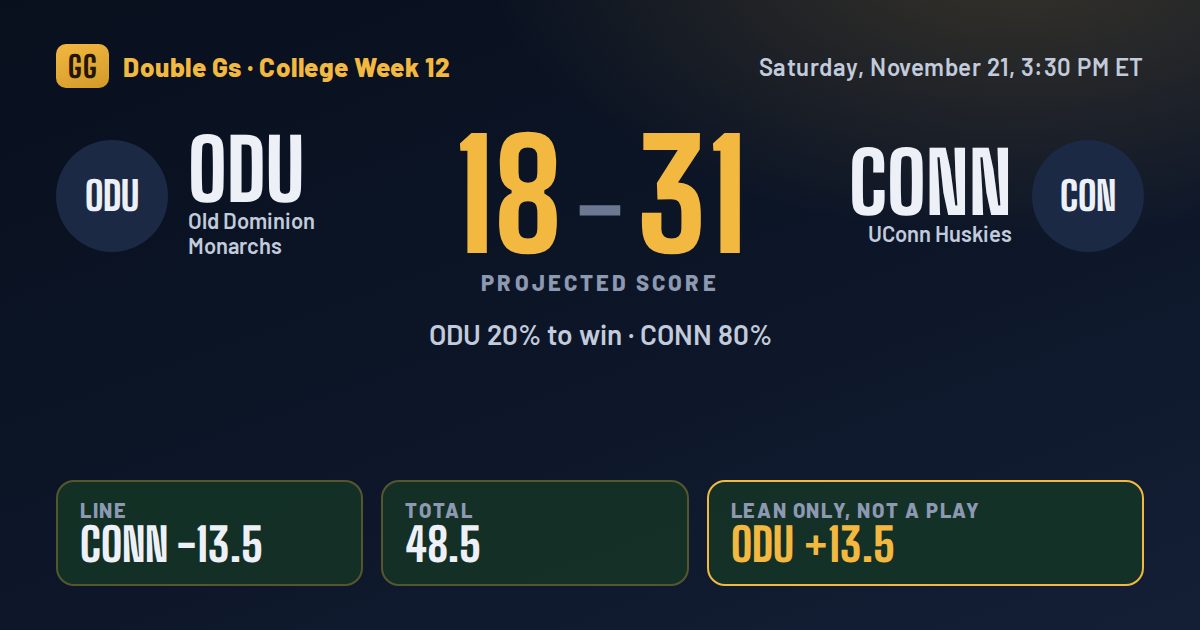 GG Double Gs · College Week 12
Saturday, November 21, 3:30 PM ET
ODU
ODU
Old Dominion
Monarchs
18 – 31
PROJECTED SCORE
ODU 20% to win · CONN 80%
CONN
UConn Huskies
CON
LINE
CONN −13.5
TOTAL
48.5
LEAN ONLY, NOT A PLAY
ODU +13.5